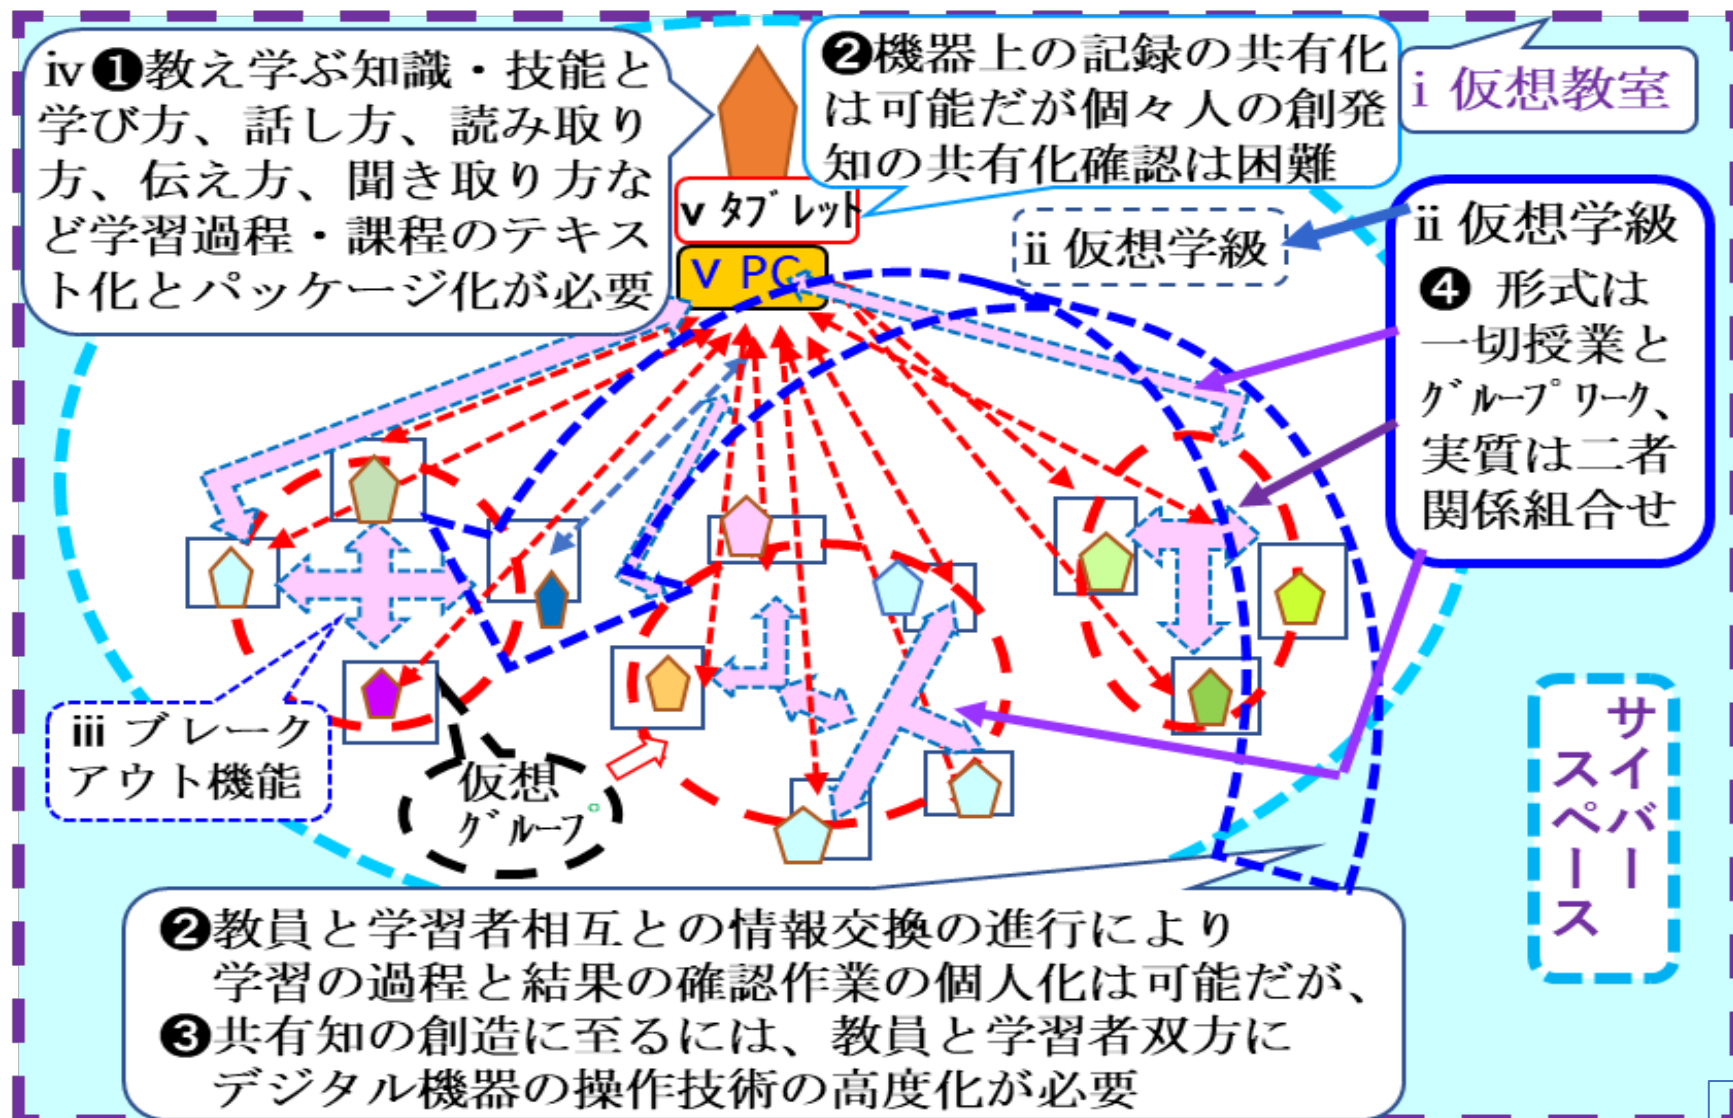 ⅳ❶教え学ぶ知識・技能と
学び方、話し方、読み取り
方、伝え方、聞き取り方な
ど学習過程・課程のテキス
ト化とパッケージ化が必要
❷機器上の記録の共有化
は可能だが個々人の創発
知の共有化確認は困難
ⅰ 仮想教室
ⅴ ﾀﾌﾞﾚｯﾄ
ⅴ PC
ⅱ 仮想学級
ⅱ 仮想学級
❹ 形式は
一切授業と
ｸﾞﾙｰﾌﾟﾜｰｸ、
実質は二者
関係組合せ
ⅲ ブレーク
アウト機能
仮想
ｸﾞﾙｰﾌﾟ
サイバー
スペース
❷教員と学習者相互との情報交換の進行により
学習の過程と結果の確認作業の個人化は可能だが、
❸共有知の創造に至るには、教員と学習者双方に
デジタル機器の操作技術の高度化が必要